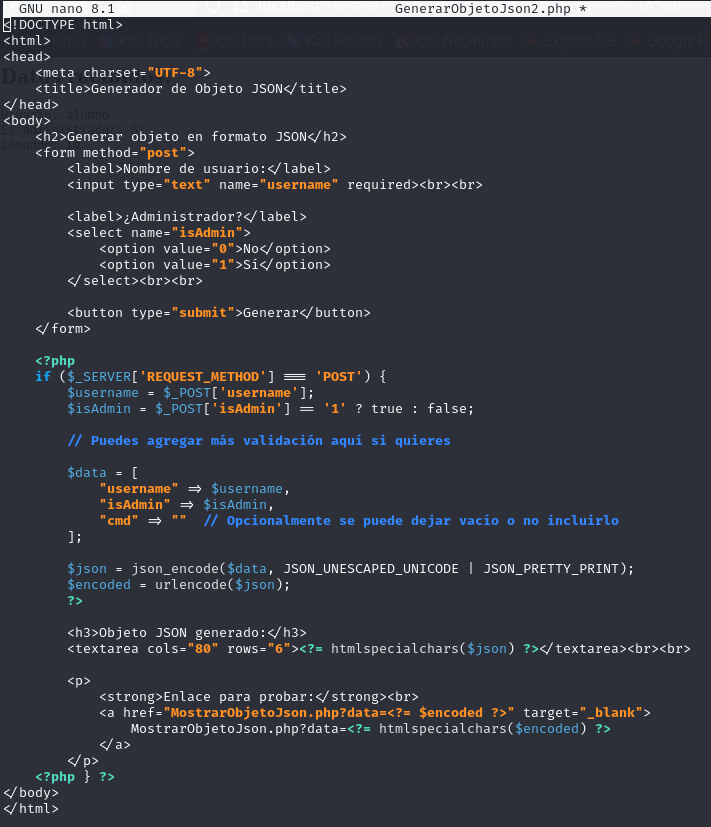 GNU nano 8.1 GenerarObjetoJson2.php *
<!DOCTYPE html>
<html>
<head>
    <meta charset="UTF-8">
    <title>Generador de Objeto JSON</title>
</head>
<body>
    <h2>Generar objeto en formato JSON</h2>
    <form method="post">
        <label>Nombre de usuario:</label>
        <input type="text" name="username" required><br><br>

        <label>¿Administrador?</label>
        <select name="isAdmin">
            <option value="0">No</option>
            <option value="1">Sí</option>
        </select><br><br>

        <button type="submit">Generar</button>
    </form>

    <?php
    if ($_SERVER['REQUEST_METHOD'] === 'POST') {
        $username = $_POST['username'];
        $isAdmin = $_POST['isAdmin'] == '1' ? true : false;

        // Puedes agregar más validación aquí si quieres

        $data = [
            "username" => $username,
            "isAdmin" => $isAdmin,
            "cmd" => ""  // Opcionalmente se puede dejar vacío o no incluirlo
        ];

        $json = json_encode($data, JSON_UNESCAPED_UNICODE | JSON_PRETTY_PRINT);
        $encoded = urlencode($json);
        ?>

        <h3>Objeto JSON generado:</h3>
        <textarea cols="80" rows="6"><?= htmlspecialchars($json) ?></textarea><br><br>

        <p>
            <strong>Enlace para probar:</strong><br>
            <a href="MostrarObjetoJson.php?data=<?= $encoded ?>" target="_blank">
                MostrarObjetoJson.php?data=<?= htmlspecialchars($encoded) ?>
            </a>
        </p>
    <?php } ?>
</body>
</html>